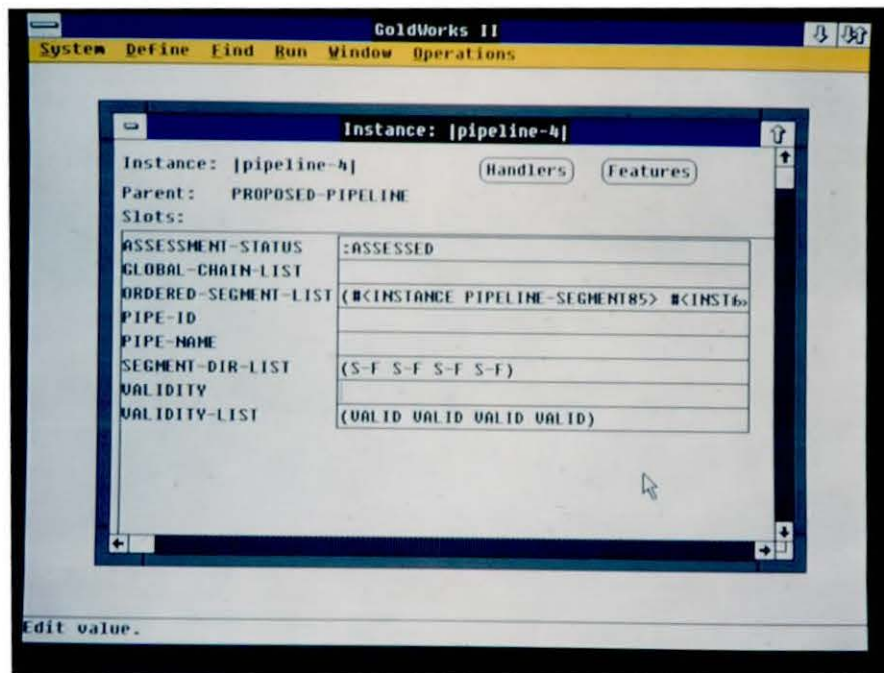 GoldWorks II
System Define Find Run Window Operations
Instance: |pipeline-4|
Instance: |pipeline-4| Handlers Features
Parent: PROPOSED-PIPELINE
Slots:
ASSESSMENT-STATUS :ASSESSED
GLOBAL-CHAIN-LIST
ORDERED-SEGMENT-LIST (#<INSTANCE PIPELINE-SEGMENT85> #<INST6»
PIPE-ID
PIPE-NAME
SEGMENT-DIR-LIST (S-F S-F S-F S-F)
VALIDITY
VALIDITY-LIST (VALID VALID VALID VALID)
Edit value.